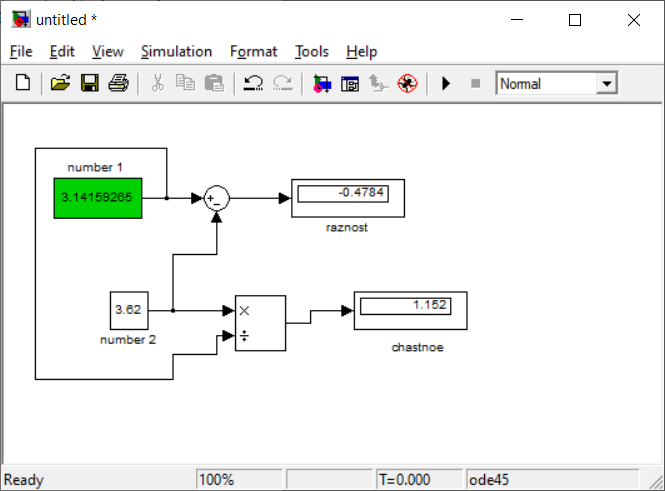 untitled *
File Edit View Simulation Format Tools Help
Normal
number 1
3.14159265
-0.4784
raznost
3.62
number 2
1.152
chastnoe
Ready 100% T=0.000 ode45